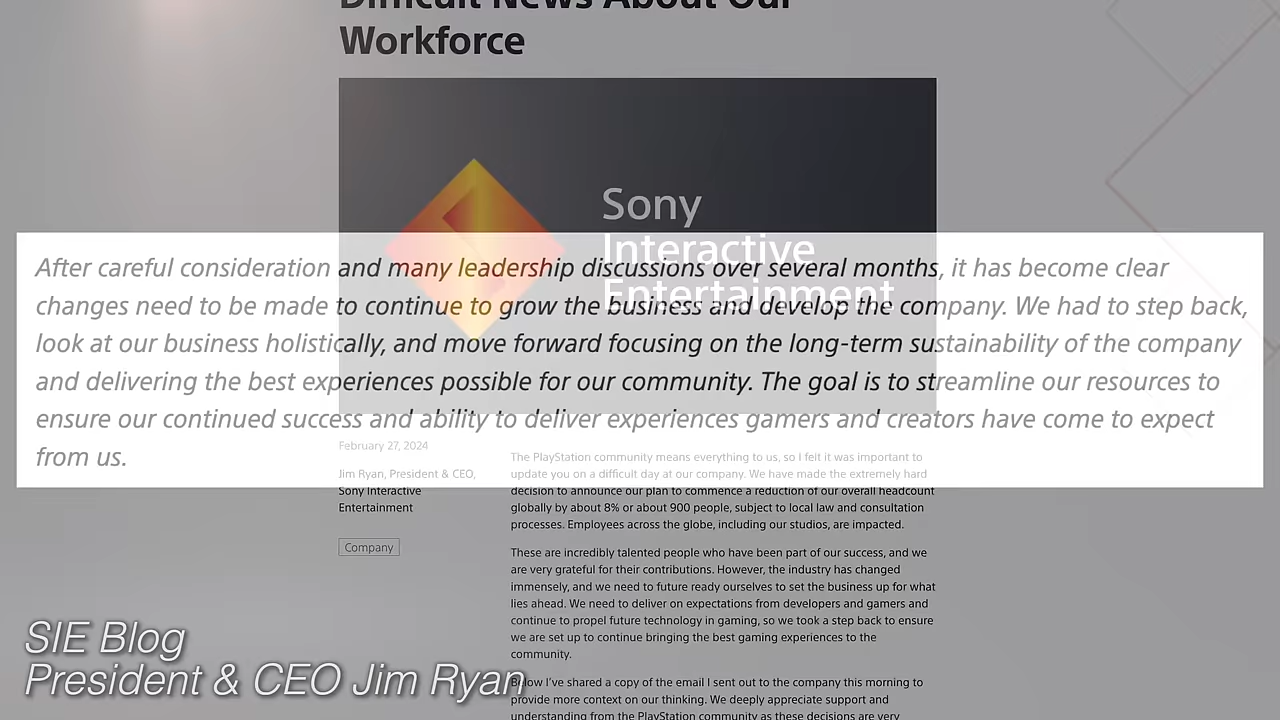 Difficult News About Our
Workforce
Sony
Interactive
Entertainment
After careful consideration and many leadership discussions over several months, it has become clear
changes need to be made to continue to grow the business and develop the company. We had to step back,
look at our business holistically, and move forward focusing on the long-term sustainability of the company
and delivering the best experiences possible for our community. The goal is to streamline our resources to
ensure our continued success and ability to deliver experiences gamers and creators have come to expect
from us.
February 27, 2024
Jim Ryan, President & CEO,
Sony Interactive
Entertainment
Company
The PlayStation community means everything to us, so I felt it was important to
update you on a difficult day at our company. We have made the extremely hard
decision to announce our plan to commence a reduction of our overall headcount
globally by about 8% or about 900 people, subject to local law and consultation
processes. Employees across the globe, including our studios, are impacted.
These are incredibly talented people who have been part of our success, and we
are very grateful for their contributions. However, the industry has changed
immensely, and we need to future ready ourselves to set the business up for what
lies ahead. We need to deliver on expectations from developers and gamers and
continue to propel future technology in gaming, so we took a step back to ensure
we are set up to continue bringing the best gaming experiences to the
community.
Below I've shared a copy of the email I sent out to the company this morning to
provide more context on our thinking. We deeply appreciate support and
understanding from the PlayStation community as these decisions are very
SIE Blog
President & CEO Jim Ryan